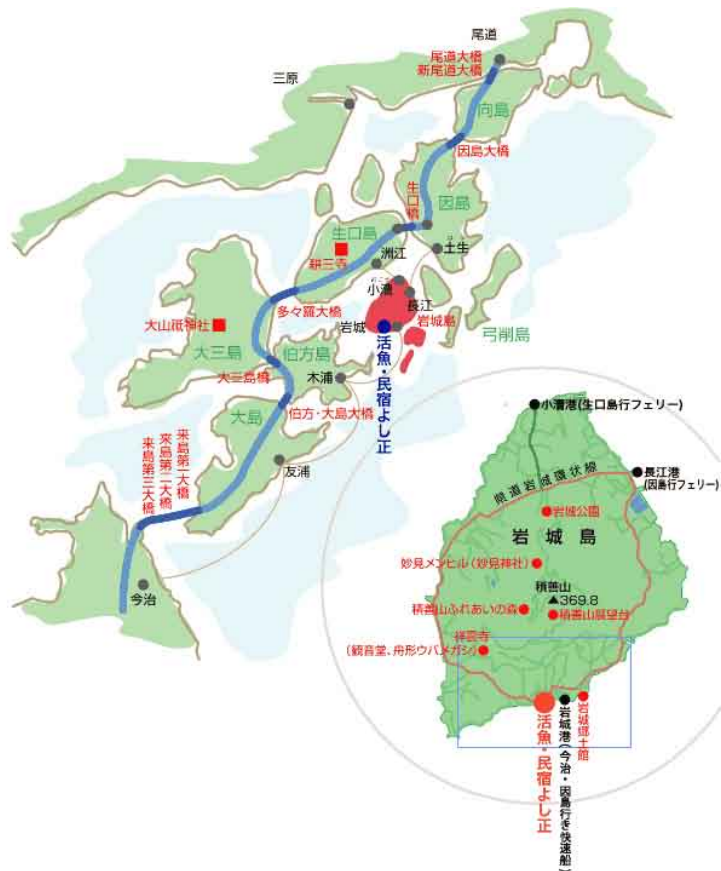 尾道
尾道大橋
新尾道大橋
三原
向島
因島大橋
生口橋
因島
生口島
耕三寺
洲江
土生
小漕
長江
多々羅大橋
岩城
岩城島
弓削島
大山祗神社
大三島
大三島橋
伯方島
木浦
活魚・民宿よし正
伯方・大島大橋
大島
来島第一大橋
来島第二大橋
来島第三大橋
友浦
今治
小漕港(生口島行フェリー)
長江港
(因島行フェリー)
県道岩城環状線
岩城公園
岩城島
妙見メンヒル(妙見神社)
積善山
▲369.8
積善山ふれあいの森
積善山展望台
祥雲寺
(観音堂、舟形ウバメガシ)
活魚・民宿よし正
岩城港(今治・因島行き快速船)
岩城郷土館